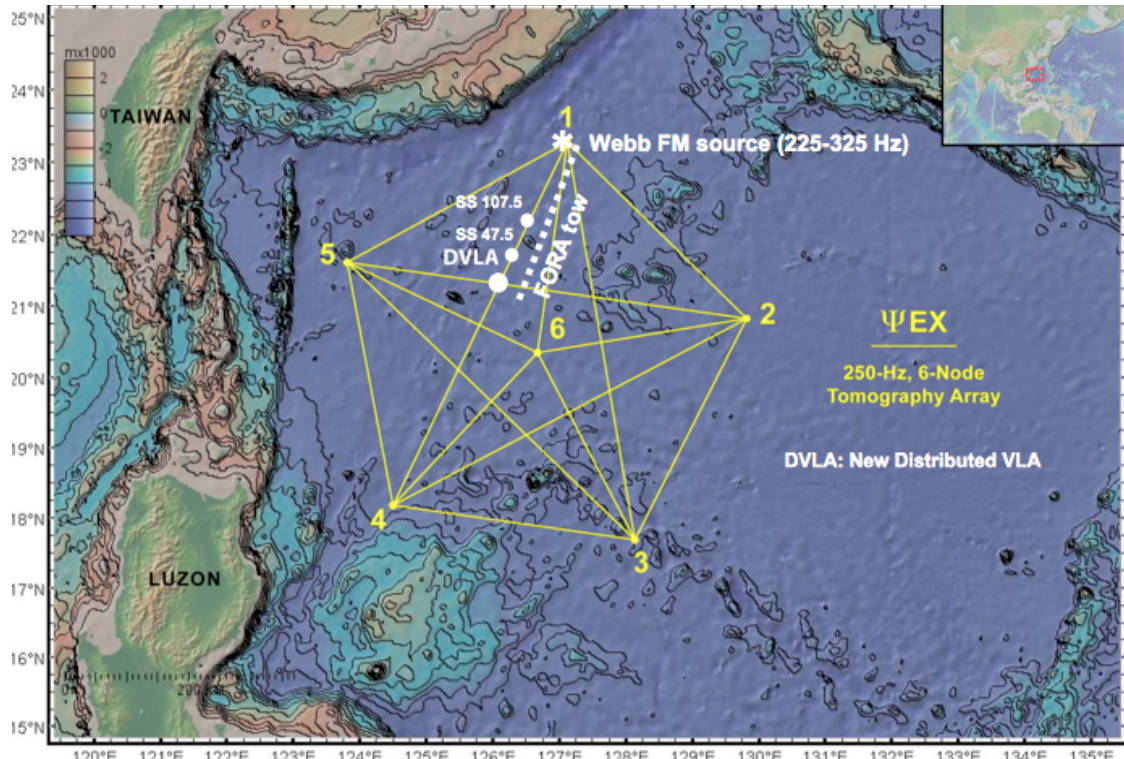 25°N
24°N
23°N
22°N
21°N
20°N
19°N
18°N
17°N
16°N
15°N
mx1000
2
0
-2
-4
TAIWAN
1
Webb FM source (225-325 Hz)
SS 107.5
SS 47.5
DVLA
FORA tow
5
2
6
4
3
ΨEX
250-Hz, 6-Node
Tomography Array
DVLA: New Distributed VLA
LUZON
120°E 121°E 122°E 123°E 124°E 125°E 126°E 127°E 128°E 129°E 130°E 131°E 132°E 133°E 134°E 135°E